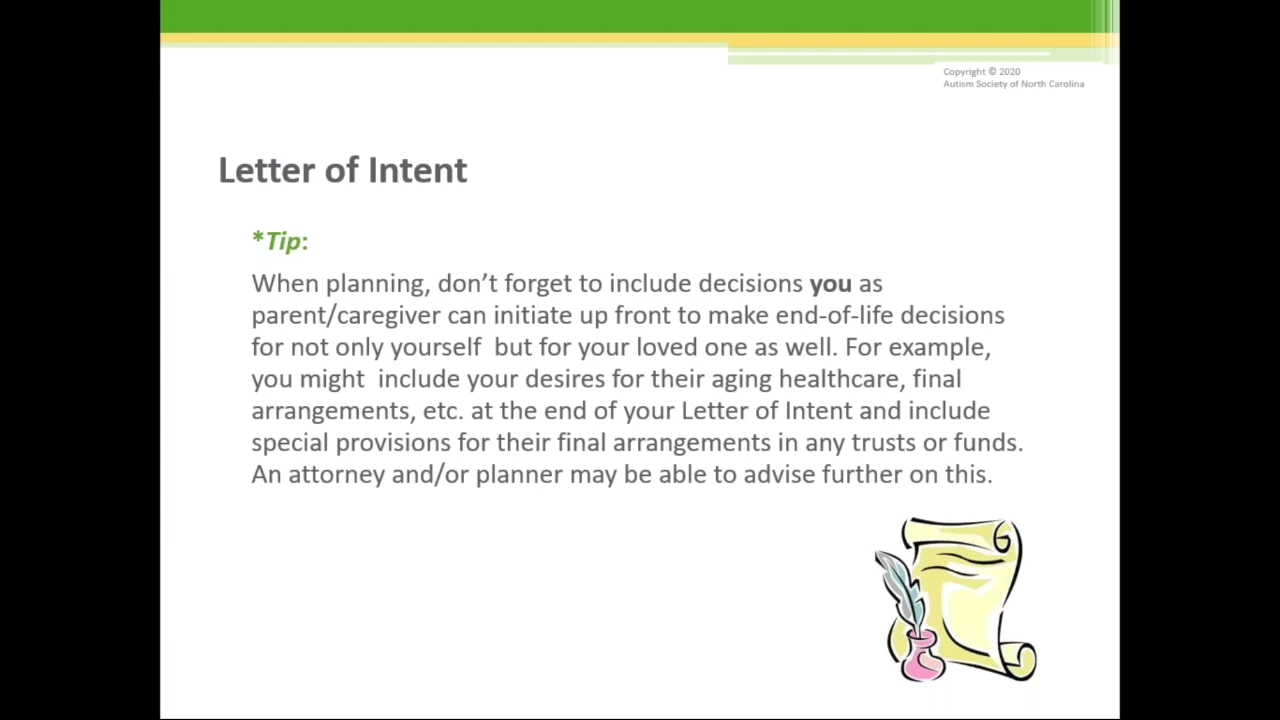 Copyright © 2020
Autism Society of North Carolina
Letter of Intent
*Tip:
When planning, don’t forget to include decisions you as
parent/caregiver can initiate up front to make end-of-life decisions
for not only yourself  but for your loved one as well. For example,
you might  include your desires for their aging healthcare, final
arrangements, etc. at the end of your Letter of Intent and include
special provisions for their final arrangements in any trusts or funds.
An attorney and/or planner may be able to advise further on this.